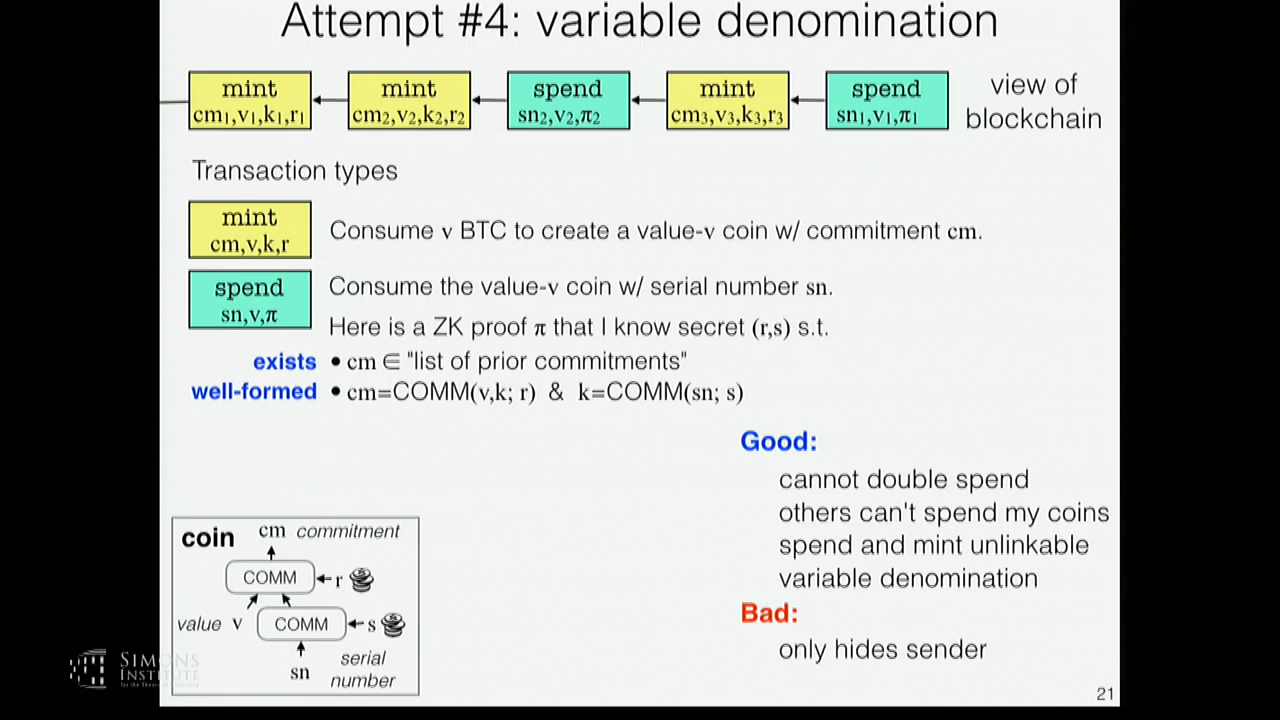 Attempt #4: variable denomination
mint mint spend mint spend view of
cm₁,v₁,k₁,r₁ cm₂,v₂,k₂,r₂ sn₂,v₂,π₂ cm₃,v₃,k₃,r₃ sn₁,v₁,π₁ blockchain
Transaction types
mint
cm,v,k,r
Consume v BTC to create a value-v coin w/ commitment cm.
spend
sn,v,π
Consume the value-v coin w/ serial number sn.
Here is a ZK proof π that I know secret (r,s) s.t.
exists • cm ∈ "list of prior commitments"
well-formed • cm=COMM(v,k; r) & k=COMM(sn; s)
Good:
cannot double spend
others can't spend my coins
spend and mint unlinkable
variable denomination
Bad:
only hides sender
coin cm commitment
COMM r
value v COMM s
sn serial
number
SIMONS
INSTITUTE
21